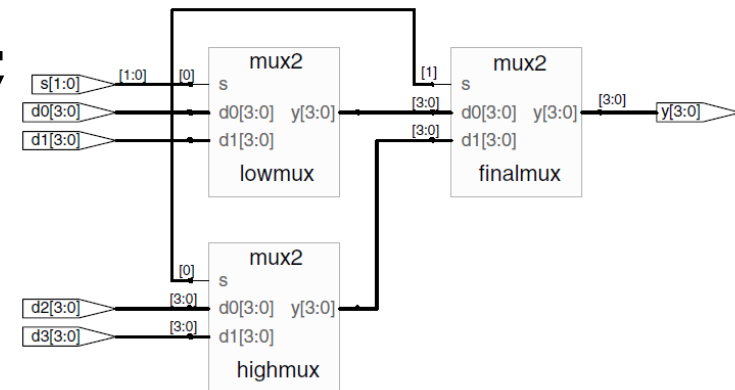 mux2
mux2
[1]
s[1:0]
[1:0]
[0]
s
s
d0[3:0]
d0[3:0]
y[3:0]
[3:0]
d0[3:0]
y[3:0]
[3:0]
y[3:0]
d1[3:0]
d1[3:0]
[3:0]
d1[3:0]
lowmux
finalmux
mux2
[0]
s
d2[3:0]
[3:0]
d0[3:0]
y[3:0]
d3[3:0]
[3:0]
d1[3:0]
highmux